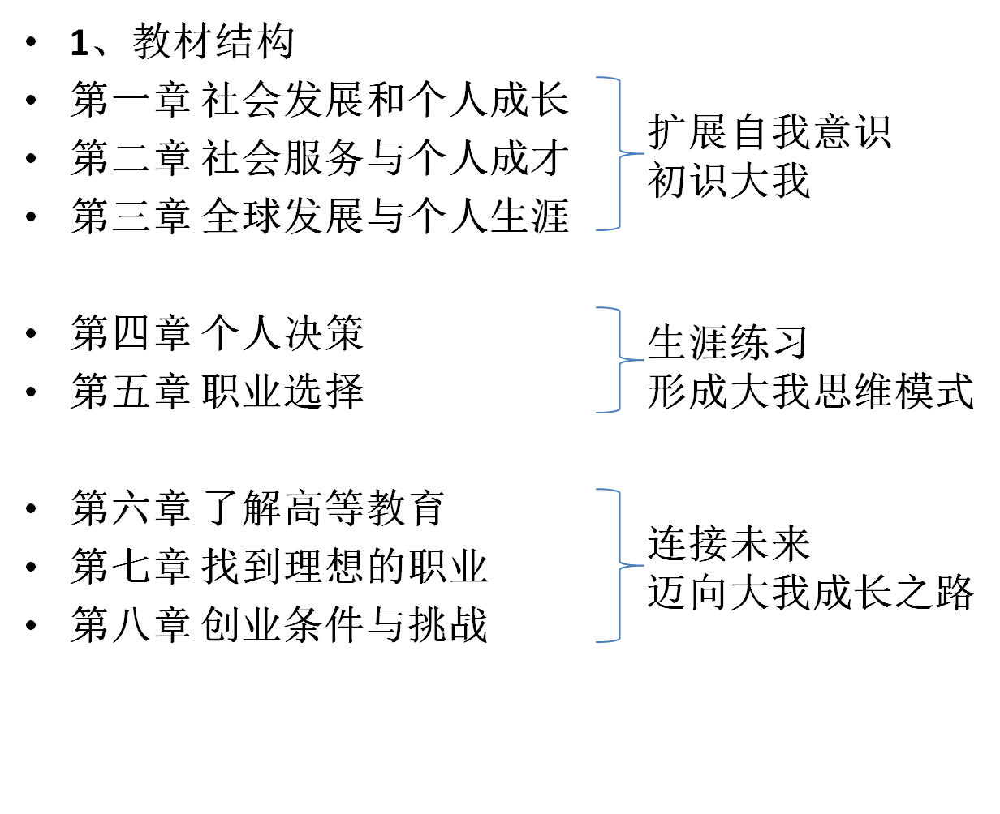 • 1、教材结构
• 第一章 社会发展和个人成长
• 第二章 社会服务与个人成才
• 第三章 全球发展与个人生涯
扩展自我意识
初识大我
• 第四章 个人决策
• 第五章 职业选择
生涯练习
形成大我思维模式
• 第六章 了解高等教育
• 第七章 找到理想的职业
• 第八章 创业条件与挑战
连接未来
迈向大我成长之路